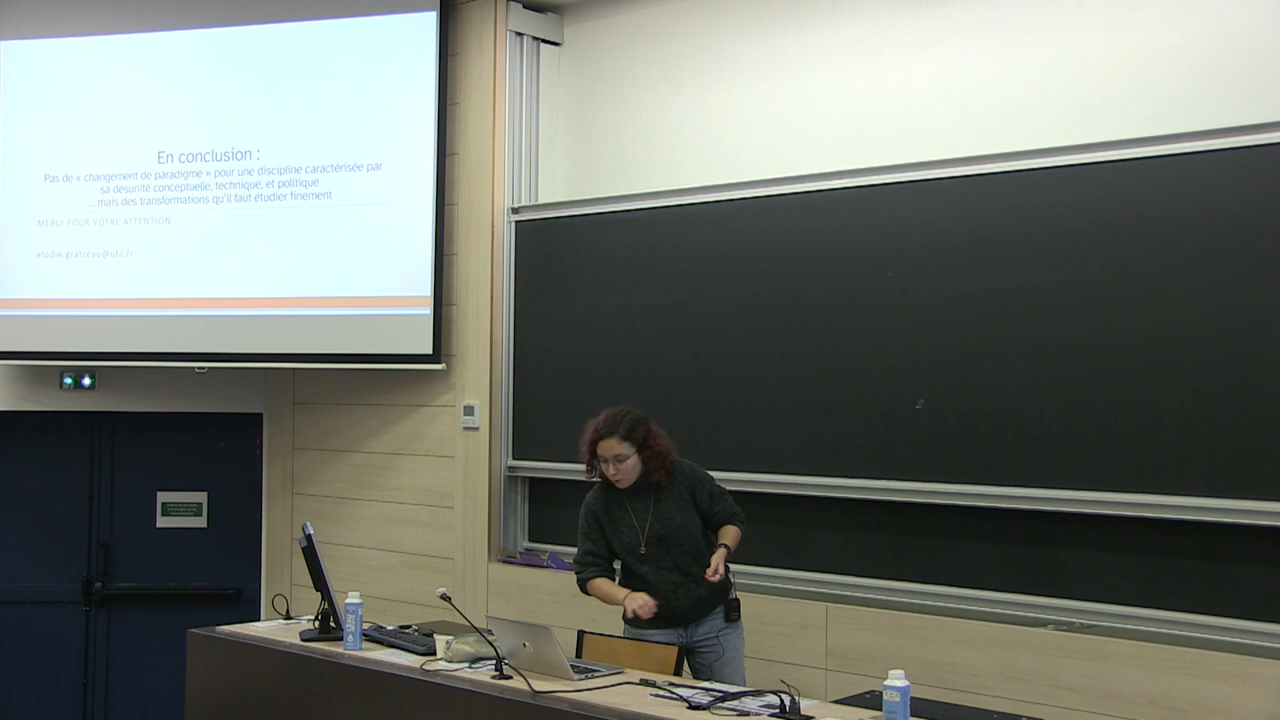 En conclusion :
Pas de « changement de paradigme » pour une discipline caractérisée par
sa désunité conceptuelle, technique, et politique
... mais des transformations qu'il faut étudier finement
MERCI POUR VOTRE ATTENTION
elodie.gratreau@utc.fr